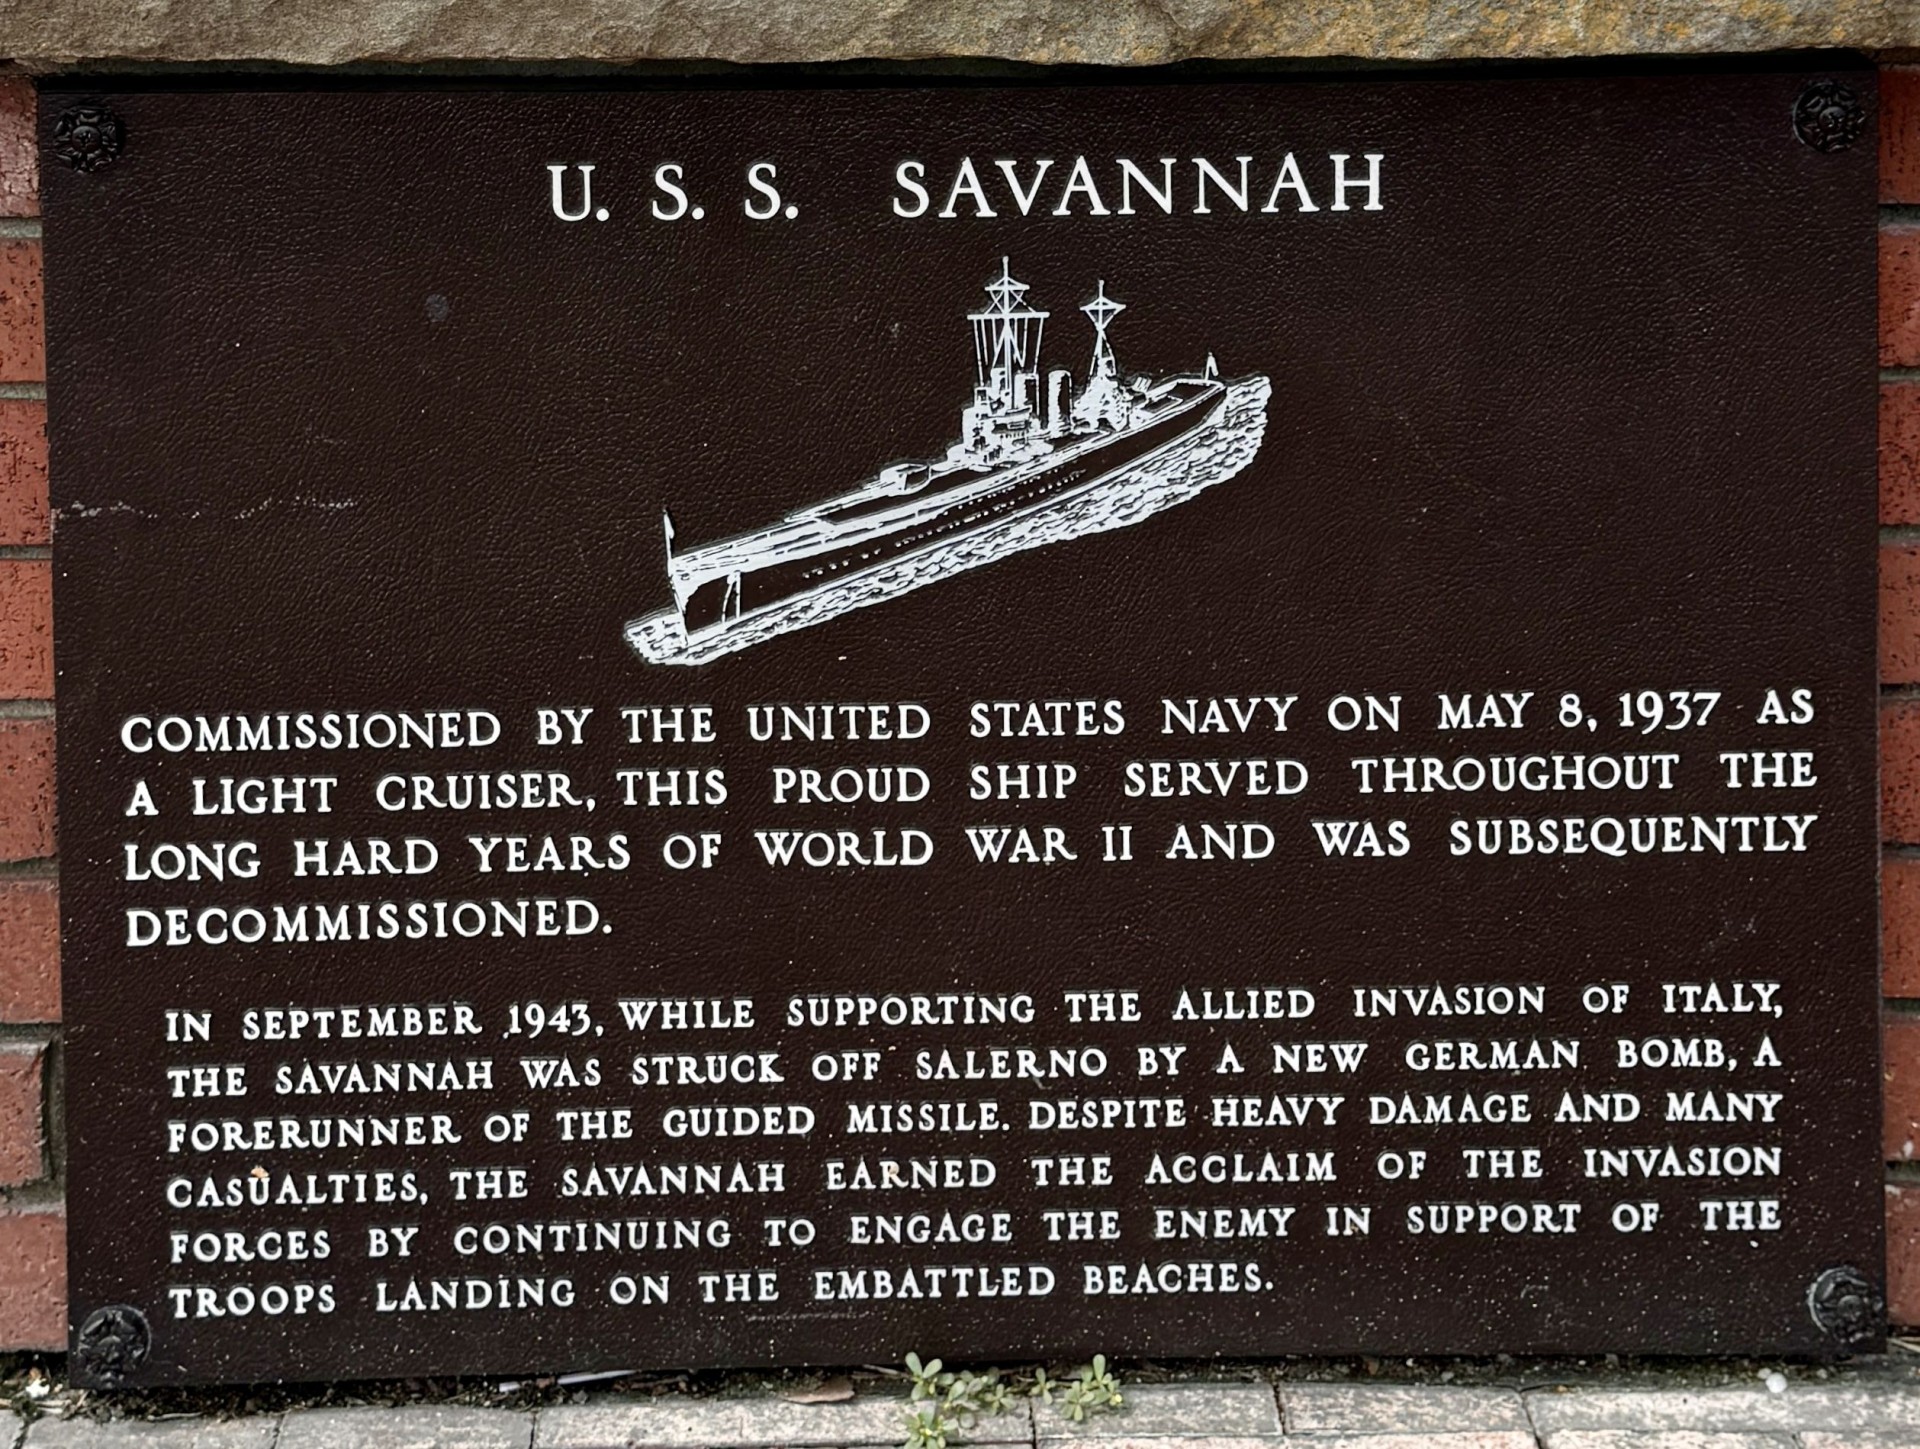 U. S. S. SAVANNAH
COMMISSIONED BY THE UNITED STATES NAVY ON MAY 8, 1937 AS
A LIGHT CRUISER, THIS PROUD SHIP SERVED THROUGHOUT THE
LONG HARD YEARS OF WORLD WAR II AND WAS SUBSEQUENTLY
DECOMMISSIONED.
IN SEPTEMBER 1943, WHILE SUPPORTING THE ALLIED INVASION OF ITALY,
THE SAVANNAH WAS STRUCK OFF SALERNO BY A NEW GERMAN BOMB, A
FORERUNNER OF THE GUIDED MISSILE. DESPITE HEAVY DAMAGE AND MANY
CASUALTIES, THE SAVANNAH EARNED THE ACCLAIM OF THE INVASION
FORCES BY CONTINUING TO ENGAGE THE ENEMY IN SUPPORT OF THE
TROOPS LANDING ON THE EMBATTLED BEACHES.